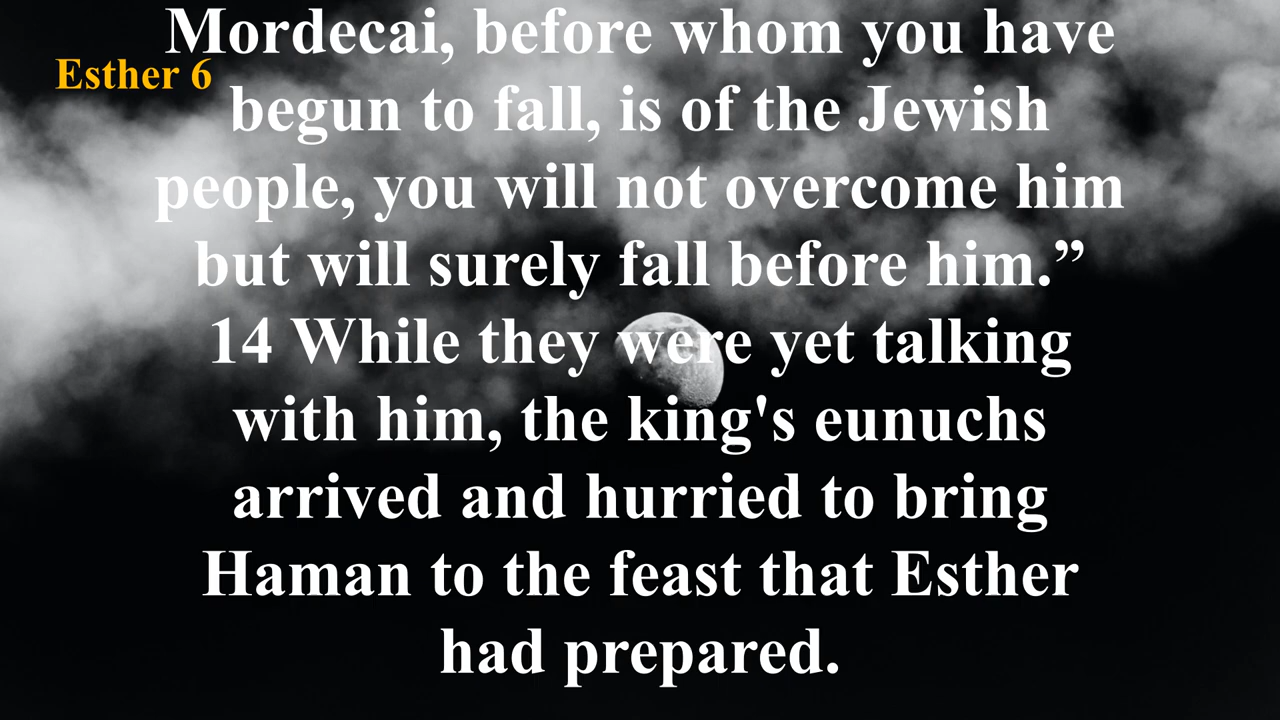 Mordecai, before whom you have
Esther 6
begun to fall, is of the Jewish
people, you will not overcome him
but will surely fall before him.”
14 While they were yet talking
with him, the king's eunuchs
arrived and hurried to bring
Haman to the feast that Esther
had prepared.